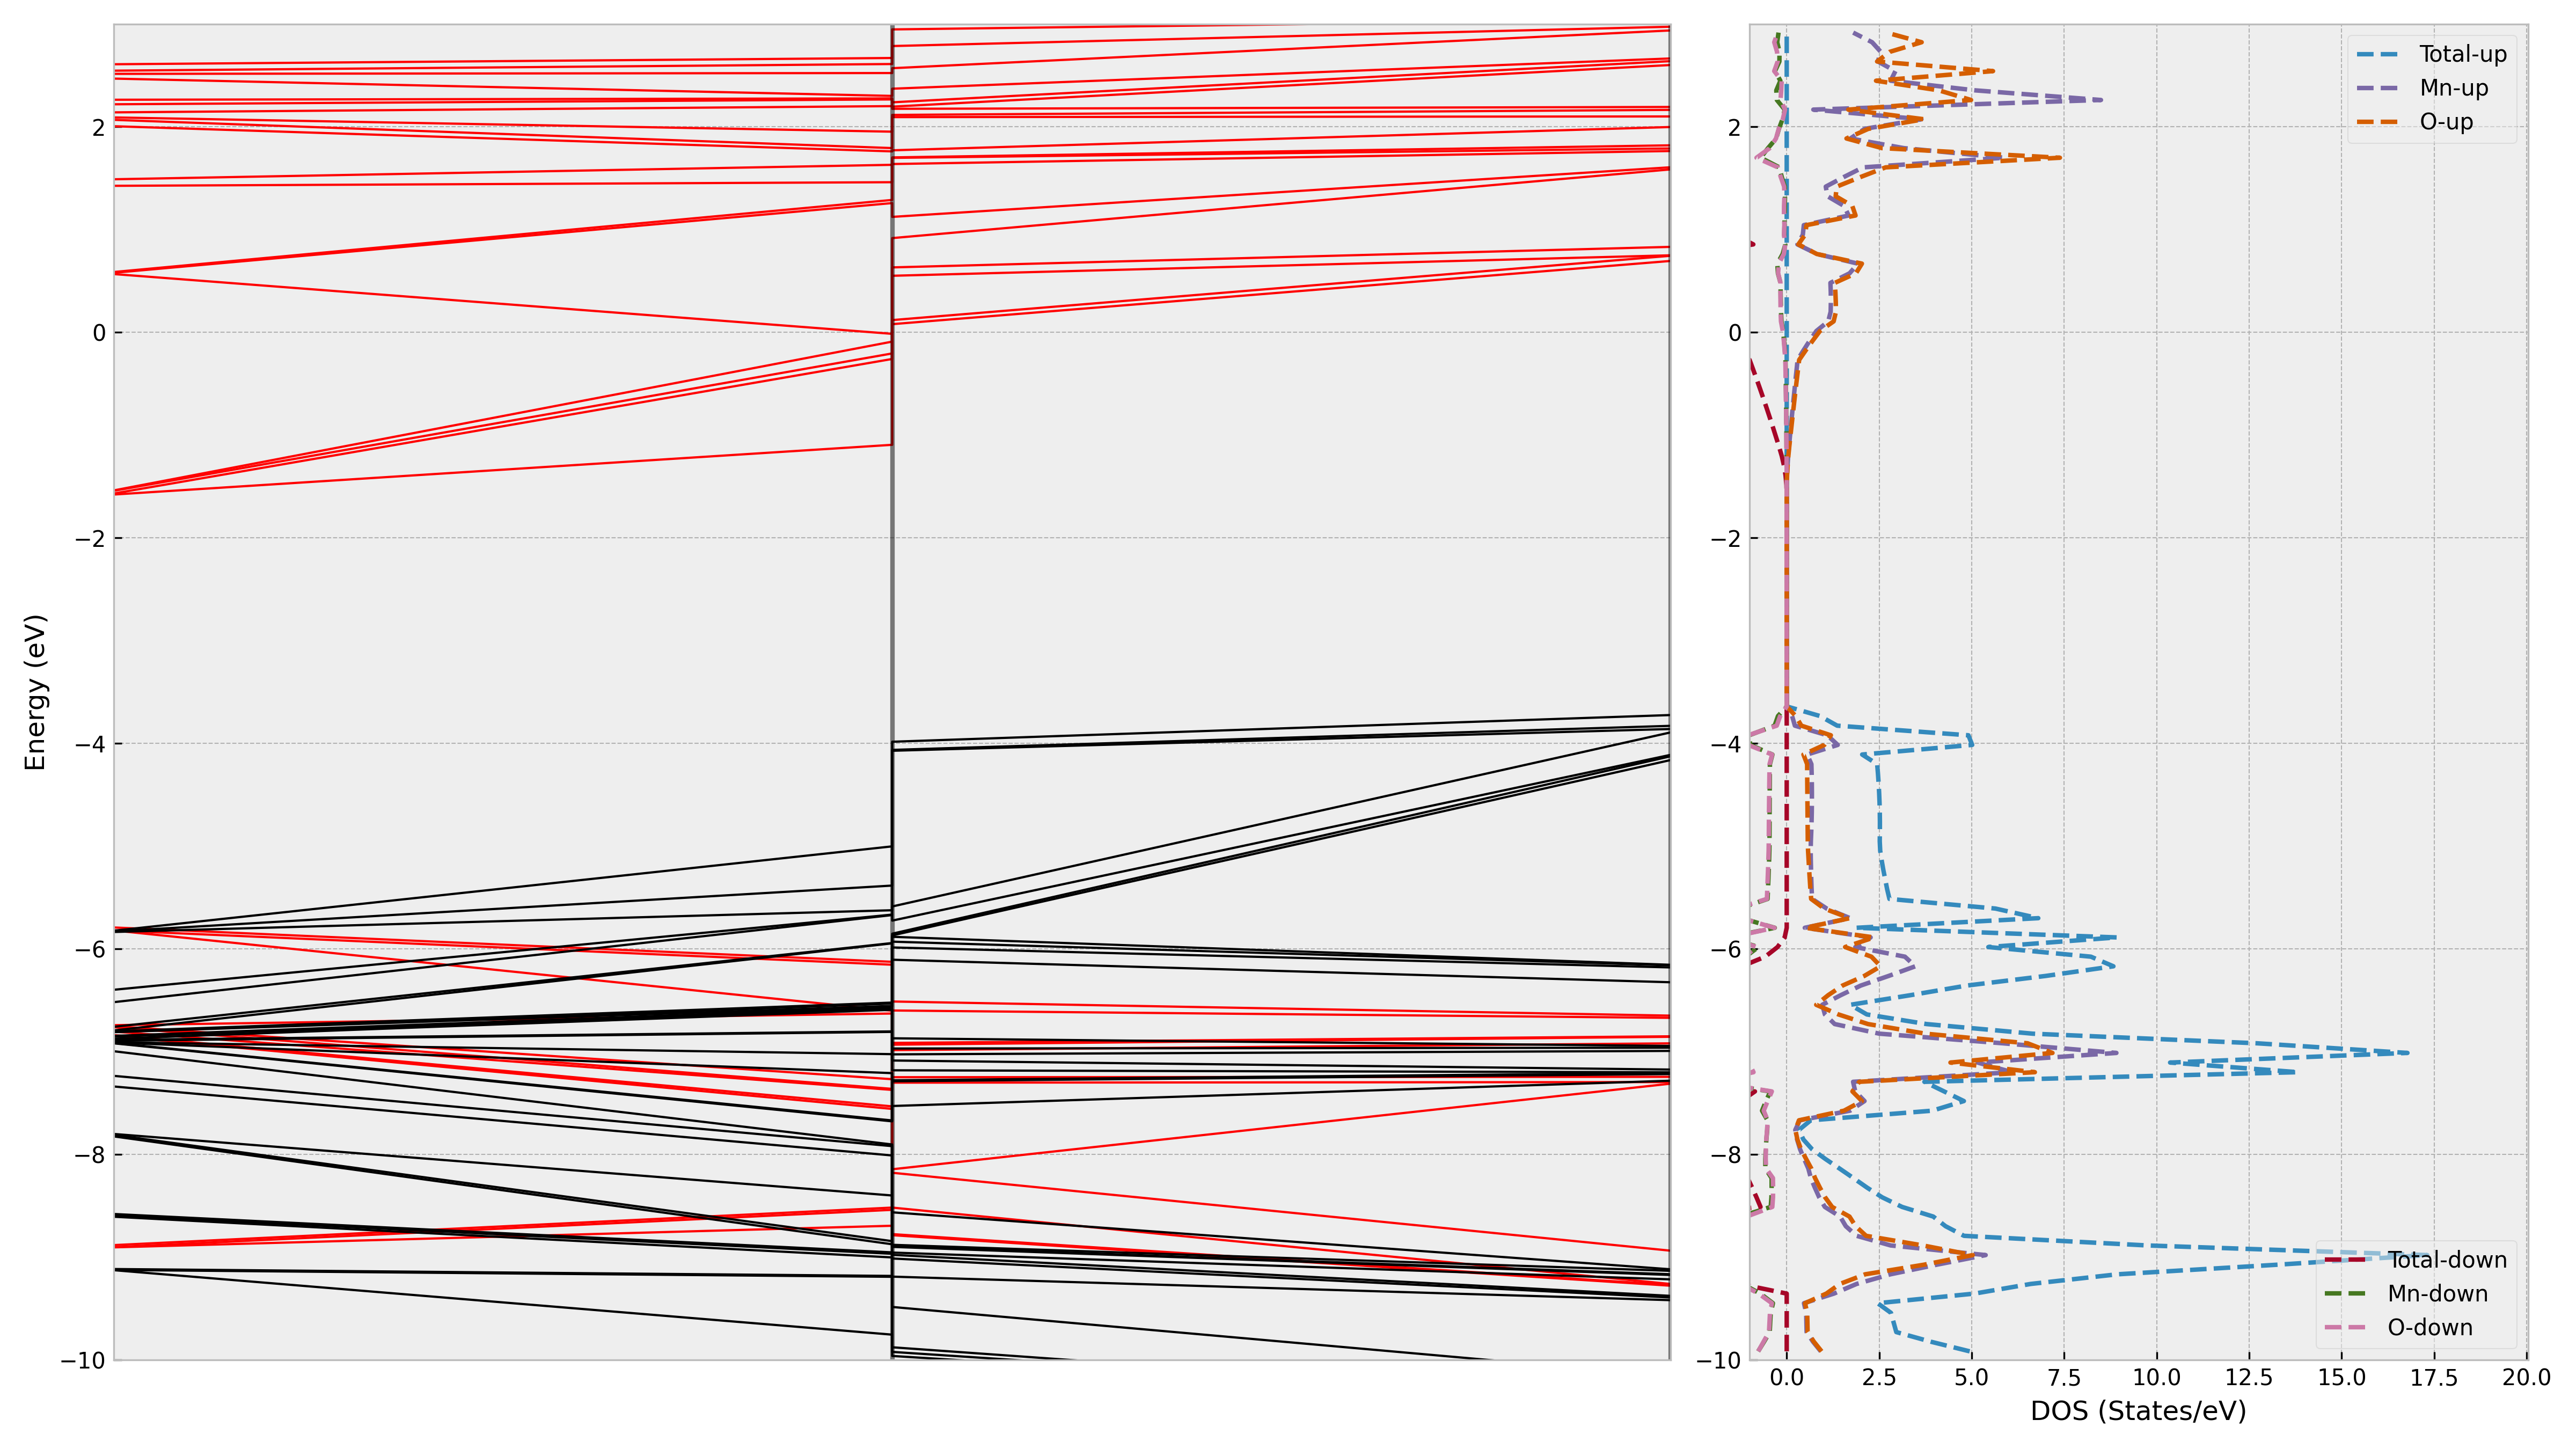 2
0
−2
−4
−6
−8
−10
Energy (eV)
2
0
−2
−4
−6
−8
−10
Total-up
Mn-up
O-up
Total-down
Mn-down
O-down
0.0 2.5 5.0 7.5 10.0 12.5 15.0 17.5 20.0
DOS (States/eV)